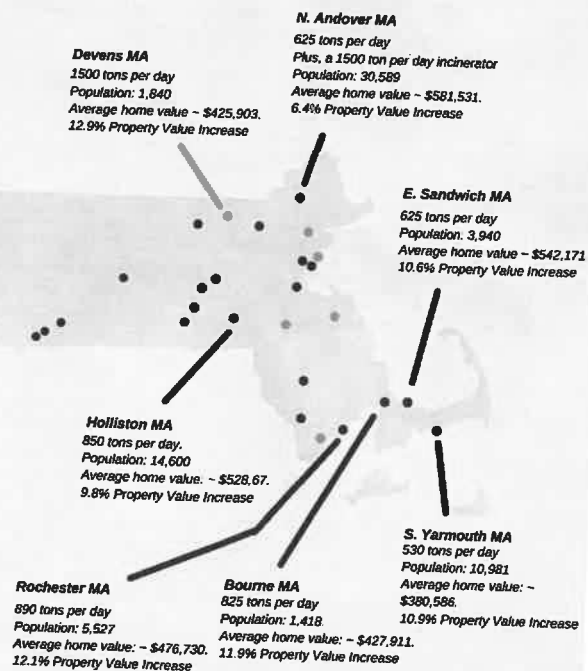 N. Andover MA
625 tons per day
Plus, a 1500 ton per day incinerator
Population: 30,589
Average home value ~ $581,531.
6.4% Property Value Increase
Devens MA
1500 tons per day
Population: 1,840
Average home value ~ $425,903.
12.9% Property Value Increase
E. Sandwich MA
625 tons per day
Population: 3,940
Average home value ~ $542,171
10.6% Property Value Increase
Holliston MA
850 tons per day.
Population: 14,600
Average home value. ~ $528,67.
9.8% Property Value Increase
S. Yarmouth MA
530 tons per day
Population: 10,981
Average home value: ~
$380,586.
10.9% Property Value Increase
Rochester MA
890 tons per day
Population: 5,527
Average home value: ~ $476,730.
12.1% Property Value Increase
Bourne MA
825 tons per day
Population: 1,418.
Average home value: ~ $427,911.
11.9% Property Value Increase